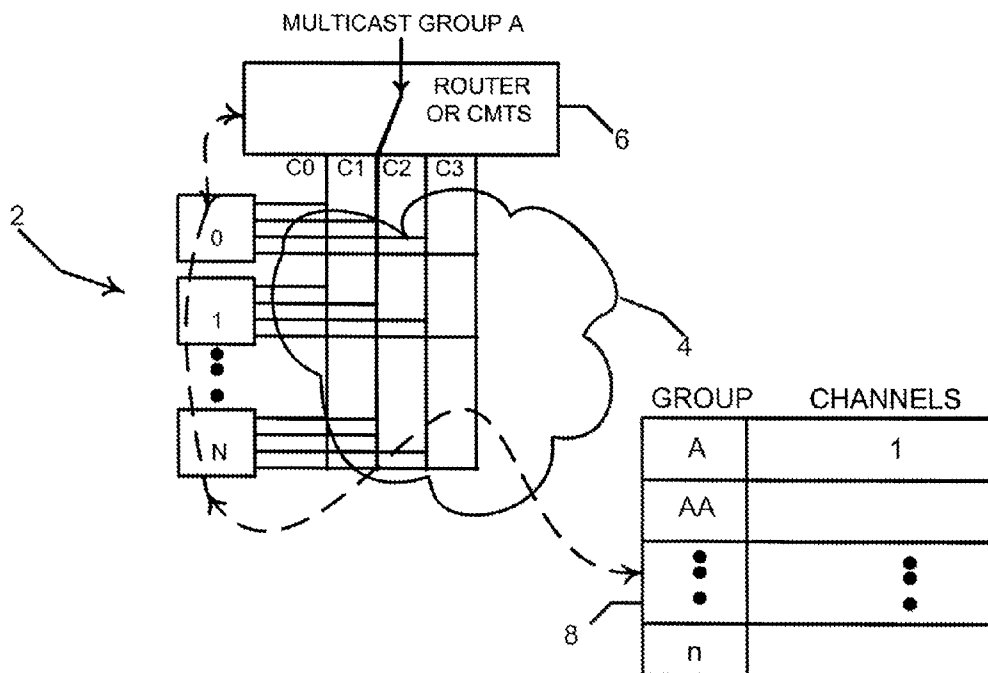 MULTICAST GROUP A
ROUTER
OR CMTS
6
C0 C1 C2 C3
2
0
1
4
N
GROUP CHANNELS
A 1
AA
8
n